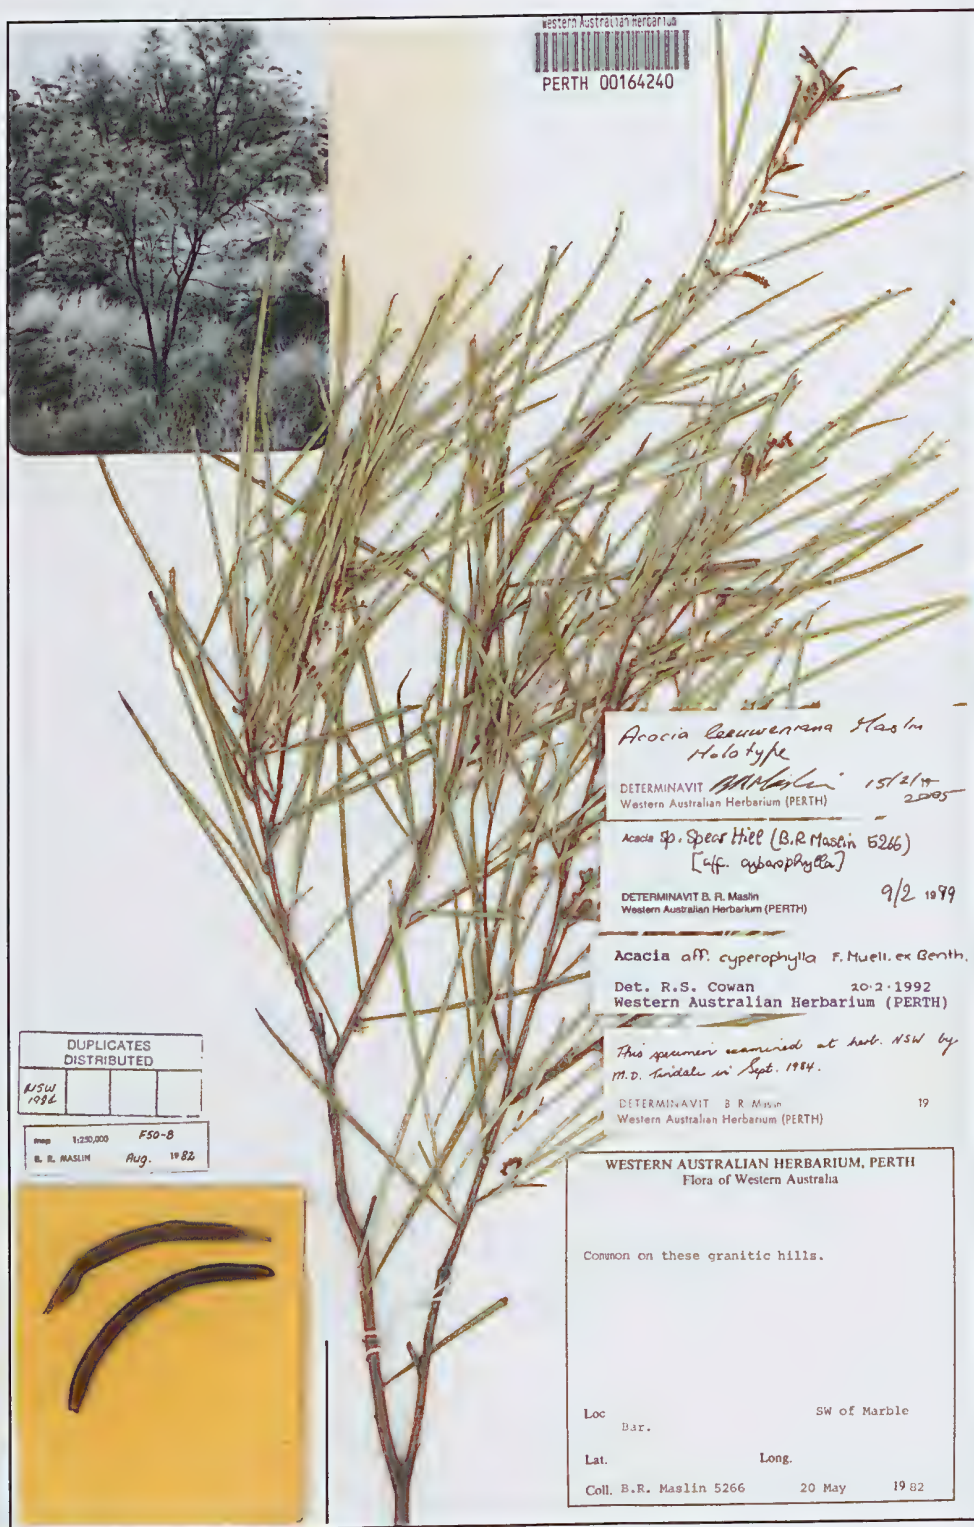 Western Australian Herbarium
PERTH 00164240
Acacia leeuweniana Maslin
Holotype
DETERMINAVIT BRMaslin 15/2/19
2005
Western Australian Herbarium (PERTH)
Acacia Sp. Spear Hill (B.R. Maslin 5266)
[aff. cyperophylla]
DETERMINAVIT B. R. Maslin 9/2 1999
Western Australian Herbarium (PERTH)
Acacia aff. cyperophylla F. Muell. ex Benth.
Det. R.S. Cowan 20·2·1992
Western Australian Herbarium (PERTH)
This specimen examined at herb. NSW by
M.D. Tindale in Sept. 1984.
DETERMINAVIT B R Maslin 19
Western Australian Herbarium (PERTH)
DUPLICATES
DISTRIBUTED
NSW
1984
map 1:250,000 F50-8
B. R. MASLIN Aug. 1982
WESTERN AUSTRALIAN HERBARIUM, PERTH
Flora of Western Australia
Common on these granitic hills.
Loc SW of Marble
Bar.
Lat. Long.
Coll. B.R. Maslin 5266 20 May 1982